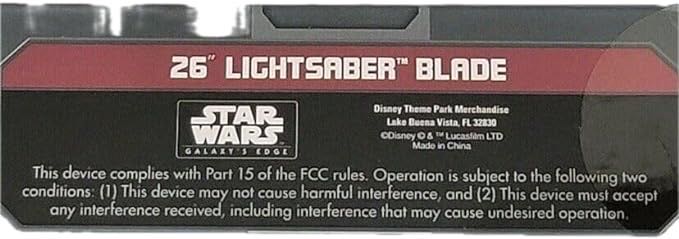 26" LIGHTSABER™ BLADE
STAR
WARS
GALAXY'S EDGE
Disney Theme Park Merchandise
Lake Buena Vista, FL 32830
©Disney © & ™ Lucasfilm LTD
Made in China
This device complies with Part 15 of the FCC rules. Operation is subject to the following two
conditions: (1) This device may not cause harmful interference, and (2) This device must accept
any interference received, including interference that may cause undesired operation.